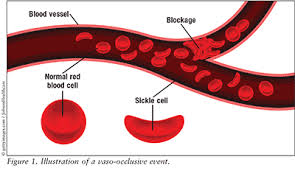 Blood vessel
Blockage
Normal red
blood cell
Sickle cell
Figure 1. Illustration of a vaso-occlusive event.